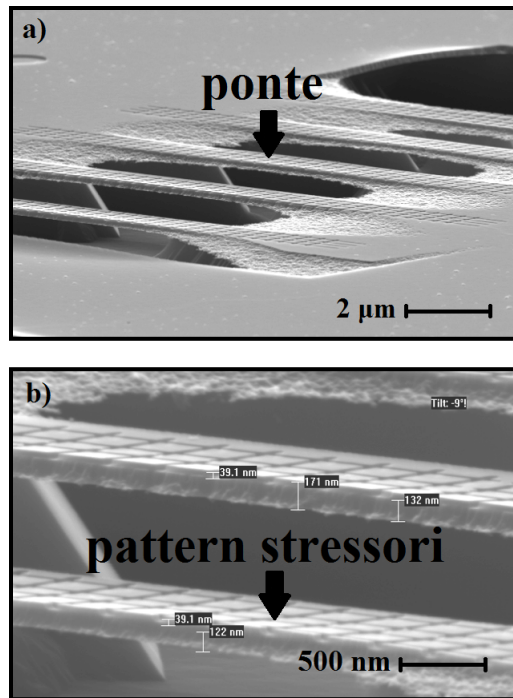 a)
ponte
2 µm
b)
Tilt: -9°!
39.1 nm
171 nm
132 nm
pattern stressori
39.1 nm
122 nm
500 nm